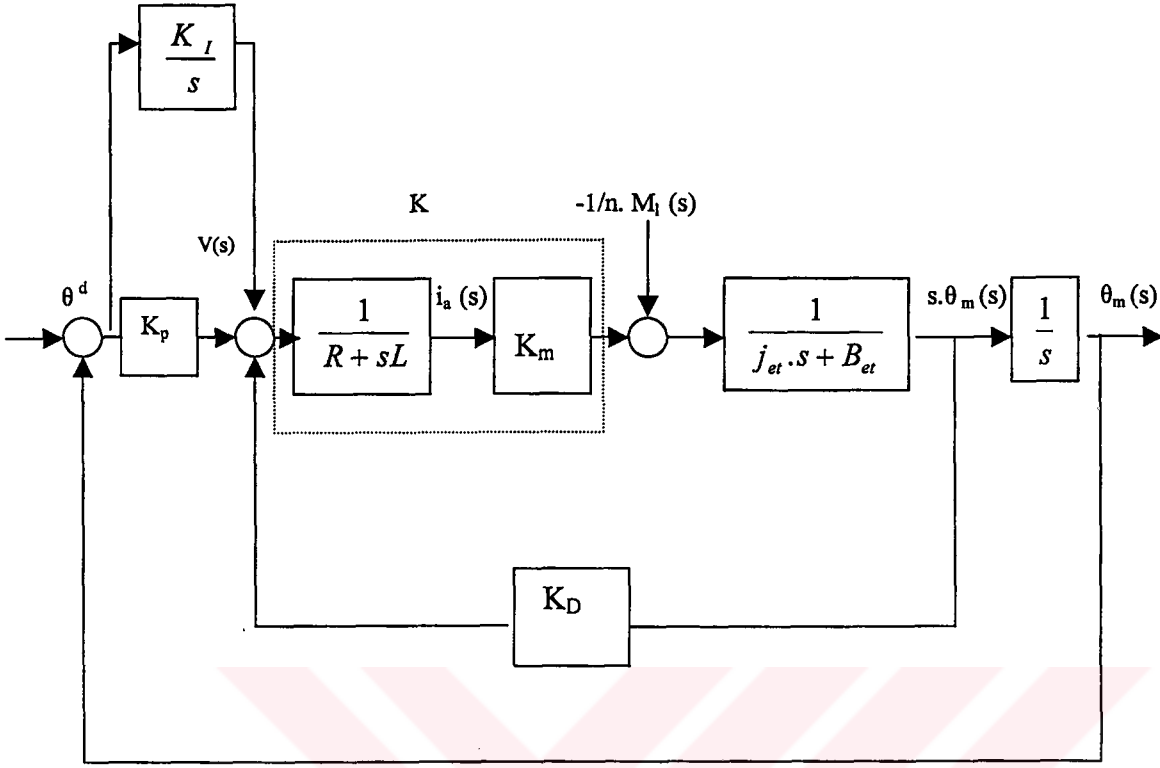 K_I
s
K
-1/n. M_l (s)
V(s)
θ^d
K_p
1
R + sL
i_a (s)
K_m
1
j_et .s + B_et
s.θ_m (s)
1
s
θ_m (s)
K_D